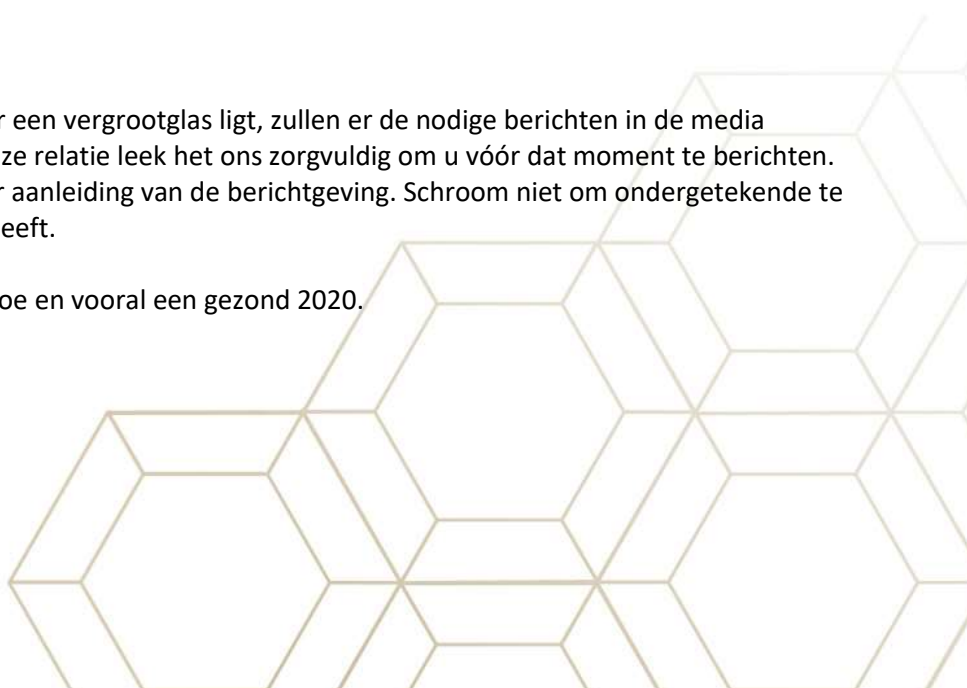 r een vergrootglas ligt, zullen er de nodige berichten in de media
ze relatie leek het ons zorgvuldig om u vóór dat moment te berichten.
r aanleiding van de berichtgeving. Schroom niet om ondergetekende te
eeft.
oe en vooral een gezond 2020.